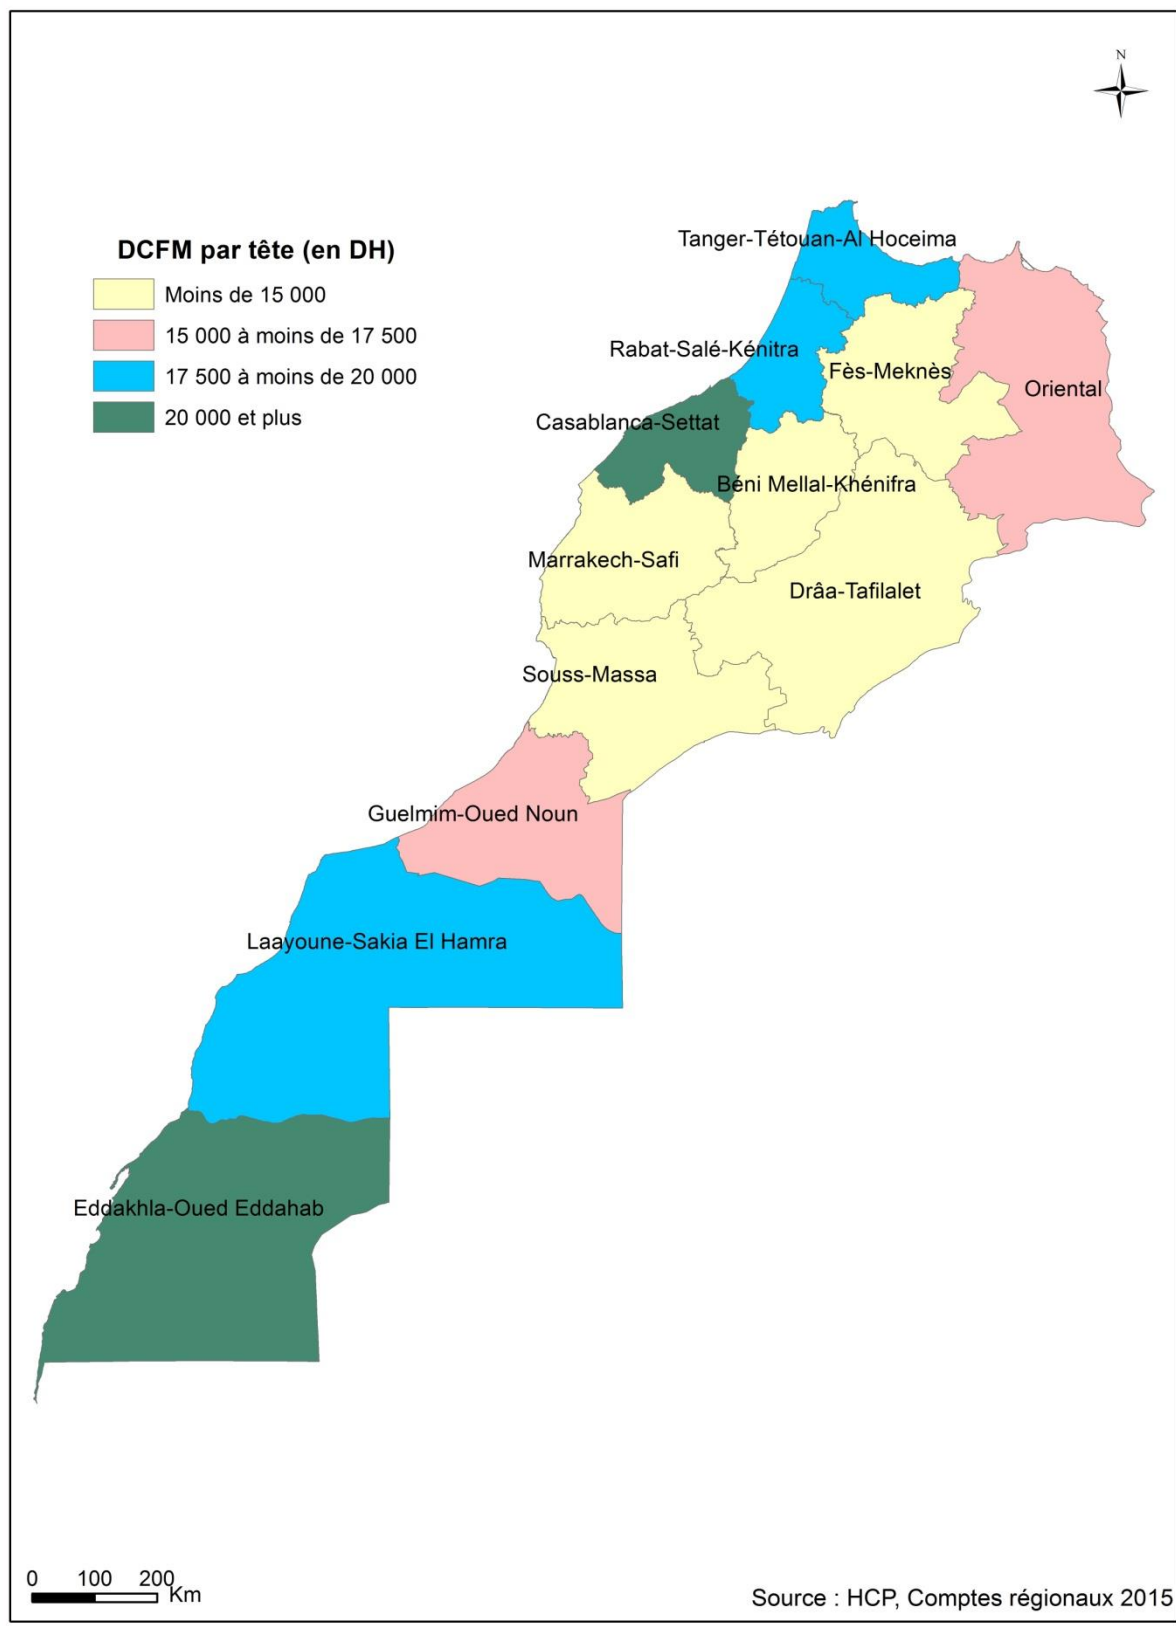 N
DCFM par tête (en DH)
Moins de 15 000
15 000 à moins de 17 500
17 500 à moins de 20 000
20 000 et plus
Tanger-Tétouan-Al Hoceima
Rabat-Salé-Kénitra
Fès-Meknès
Oriental
Casablanca-Settat
Béni Mellal-Khénifra
Marrakech-Safi
Drâa-Tafilalet
Souss-Massa
Guelmim-Oued Noun
Laayoune-Sakia El Hamra
Eddakhla-Oued Eddahab
0 100 200
Km
Source : HCP, Comptes régionaux 2015